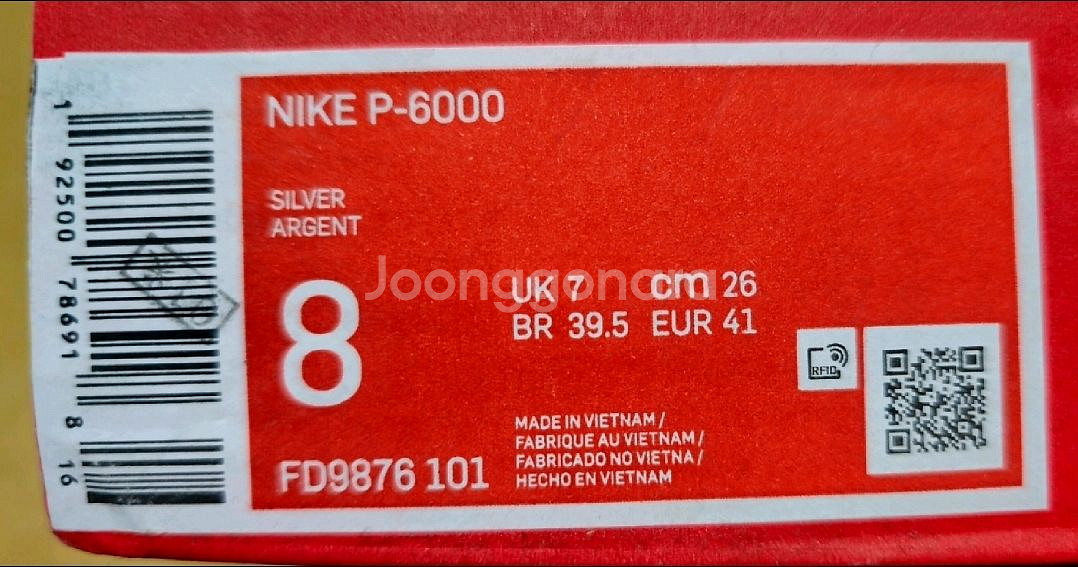 NIKE P-6000
SILVER
ARGENT
8
UK 7 cm 26
BR 39.5 EUR 41
MADE IN VIETNAM /
FABRIQUE AU VIETNAM /
FABRICADO NO VIETNA /
HECHO EN VIETNAM
FD9876 101
RFID
1 92500 78691 8 16
Joonggonara